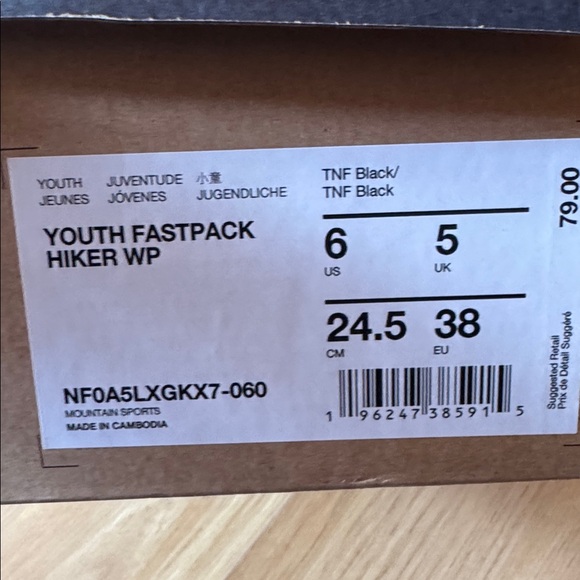 YOUTH JUVENTUDE 小童
JEUNES JÓVENES JUGENDLICHE
YOUTH FASTPACK
HIKER WP
NF0A5LXGKX7-060
MOUNTAIN SPORTS
MADE IN CAMBODIA
TNF Black/
TNF Black
6 5
US UK
24.5 38
CM EU
1 96247 38591 5
79.00
Suggested Retail
Prix de Détail Suggéré